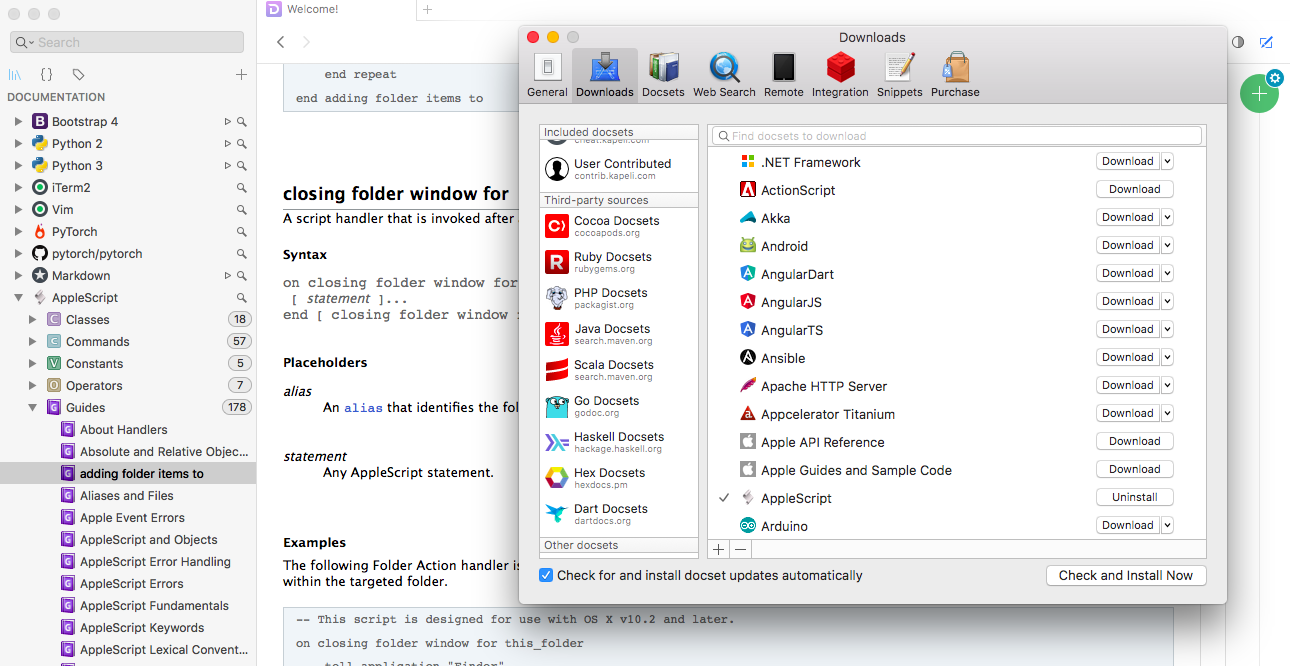 Search
DOCUMENTATION
Bootstrap 4
Python 2
Python 3
iTerm2
Vim
PyTorch
pytorch/pytorch
Markdown
AppleScript
Classes 18
Commands 57
Constants 5
Operators 7
Guides 178
About Handlers
Absolute and Relative Objec...
adding folder items to
Aliases and Files
Apple Event Errors
AppleScript and Objects
AppleScript Error Handling
AppleScript Errors
AppleScript Fundamentals
AppleScript Keywords
AppleScript Lexical Convent...
Welcome!
end repeat
end adding folder items to
closing folder window for
A script handler that is invoked after
Syntax
on closing folder window for
[ statement ]...
end [ closing folder window
Placeholders
alias
An alias that identifies the fol
statement
Any AppleScript statement.
Examples
The following Folder Action handler is
within the targeted folder.
-- This script is designed for use with OS X v10.2 and later.
on closing folder window for this_folder
tell application "Finder"
Downloads
General Downloads Docsets Web Search Remote Integration Snippets Purchase
Included docsets
cheat.kapeli.com
User Contributed
contrib.kapeli.com
Third-party sources
Cocoa Docsets
cocoapods.org
Ruby Docsets
rubygems.org
PHP Docsets
packagist.org
Java Docsets
search.maven.org
Scala Docsets
search.maven.org
Go Docsets
godoc.org
Haskell Docsets
hackage.haskell.org
Hex Docsets
hexdocs.pm
Dart Docsets
dartdocs.org
Other docsets
Find docsets to download
.NET Framework Download
ActionScript Download
Akka Download
Android Download
AngularDart Download
AngularJS Download
AngularTS Download
Ansible Download
Apache HTTP Server Download
Appcelerator Titanium Download
Apple API Reference Download
Apple Guides and Sample Code Download
AppleScript Uninstall
Arduino Download
Check for and install docset updates automatically
Check and Install Now